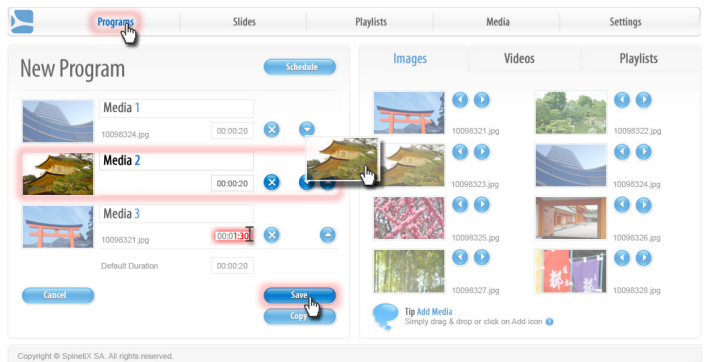 Programs Slides Playlists Media Settings
New Program Schedule
Media 1
10098324.jpg 00:00:20
Media 2
00:00:20
Media 3
10098321.jpg 00:01:30
Default Duration 00:00:20
Cancel Save
Copy
Images Videos Playlists
10098321.jpg 10098322.jpg
10098323.jpg 10098324.jpg
10098325.jpg 10098326.jpg
10098327.jpg 10098328.jpg
Tip Add Media
Simply drag & drop or click on Add icon
Copyright © SpinetiX SA. All rights reserved.